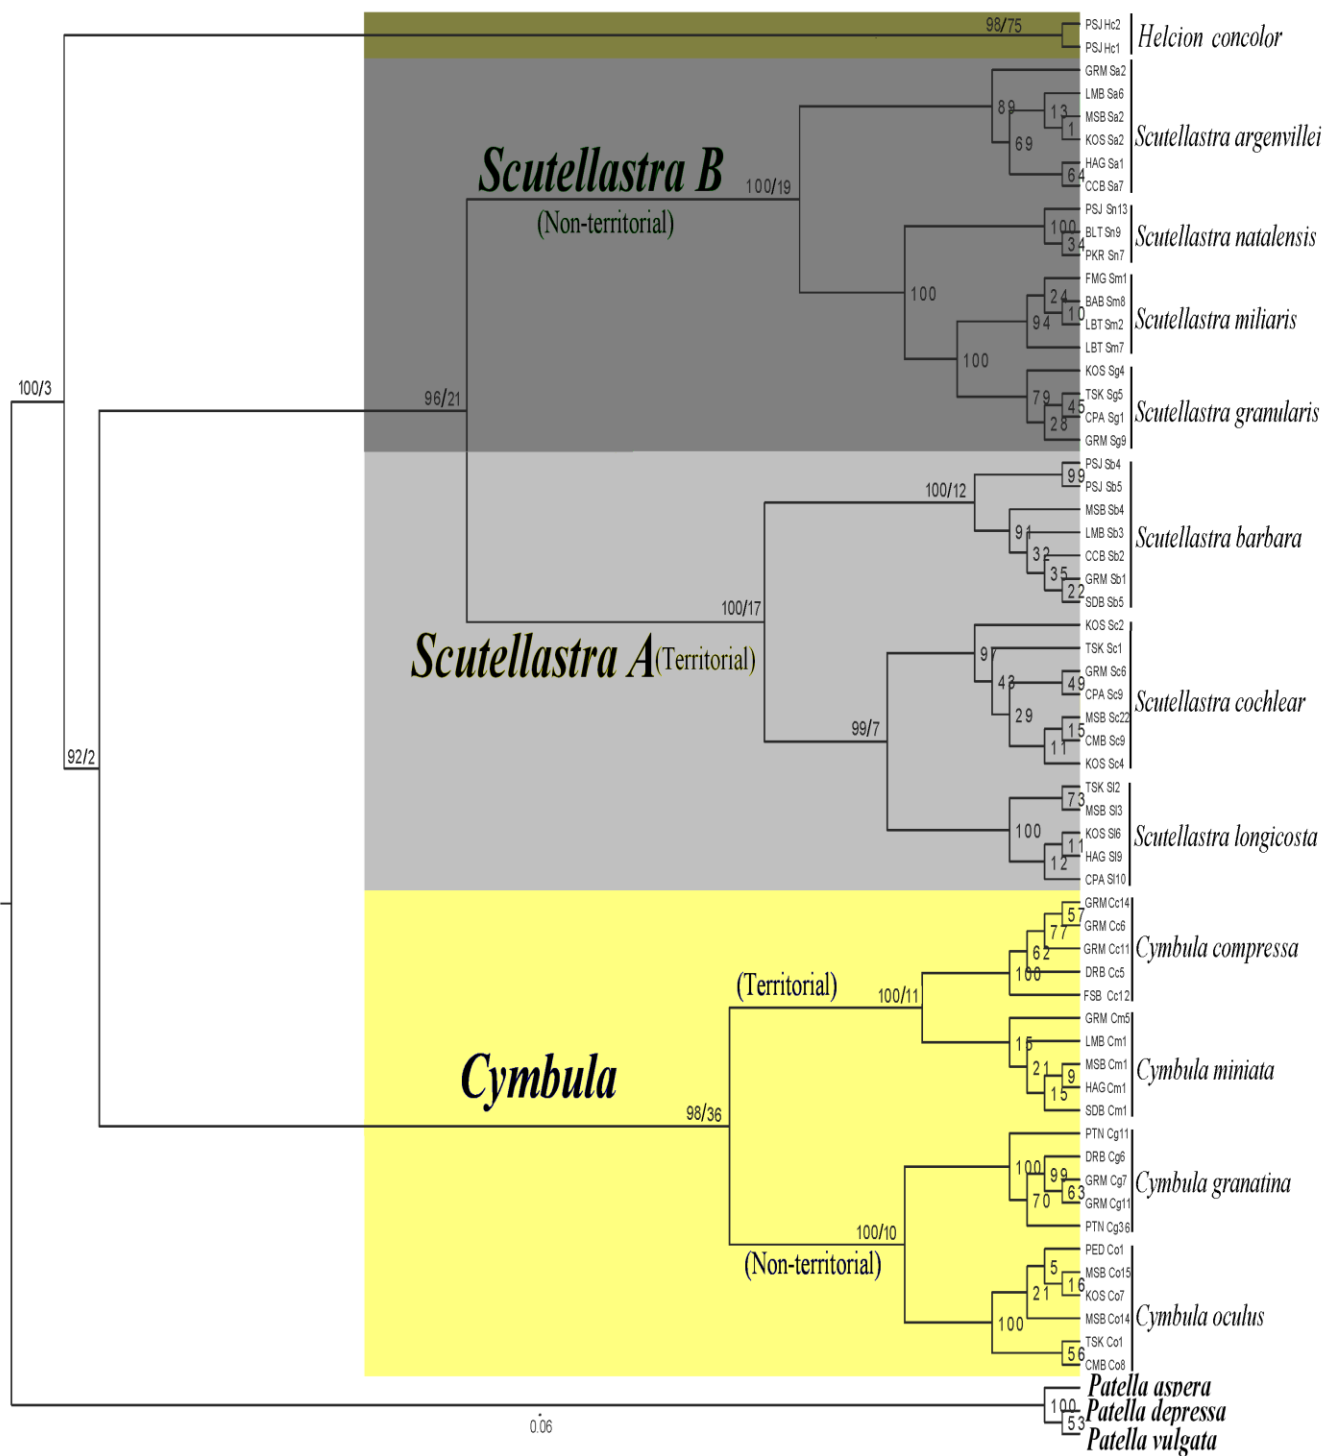 98/75
PSJ Hc2
PSJ Hc1
Helcion concolor
GRM Sa2
LMB Sa6
MSB Sa2
KOS Sa2
HAG Sa1
CCB Sa7
89
13
1
69
64
Scutellastra argenvillei
Scutellastra B
(Non-territorial)
100/19
PSJ Sn13
BLT Sn9
PKR Sn7
100
34
Scutellastra natalensis
100
FMG Sm1
BAB Sm8
LBT Sm2
LBT Sm7
24
10
94
Scutellastra miliaris
100
KOS Sg4
TSK Sg5
CPA Sg1
GRM Sg9
79
45
28
Scutellastra granularis
100/3
96/21
PSJ Sb4
PSJ Sb5
MSB Sb4
LMB Sb3
CCB Sb2
GRM Sb1
SDB Sb5
99
100/12
91
32
35
22
Scutellastra barbara
100/17
Scutellastra A (Territorial)
KOS Sc2
TSK Sc1
GRM Sc6
CPA Sc9
MSB Sc22
CMB Sc9
KOS Sc4
97
43
49
29
15
11
Scutellastra cochlear
99/7
92/2
TSK Sl2
MSB Sl3
KOS Sl6
HAG Sl9
CPA Sl10
73
100
11
12
Scutellastra longicosta
GRM Cc14
GRM Cc6
GRM Cc11
DRB Cc5
FSB Cc12
57
77
62
100
Cymbula compressa
(Territorial)
100/11
GRM Cm5
LMB Cm1
MSB Cm1
HAG Cm1
SDB Cm1
15
21
9
15
Cymbula miniata
Cymbula
98/36
PTN Cg11
DRB Cg6
GRM Cg7
GRM Cg11
PTN Cg36
100
99
63
70
Cymbula granatina
100/10
(Non-territorial)
PED Co1
MSB Co15
KOS Co7
MSB Co14
TSK Co1
CMB Co8
5
16
21
100
56
Cymbula oculus
Patella aspera
Patella depressa
Patella vulgata
100
53
0.06